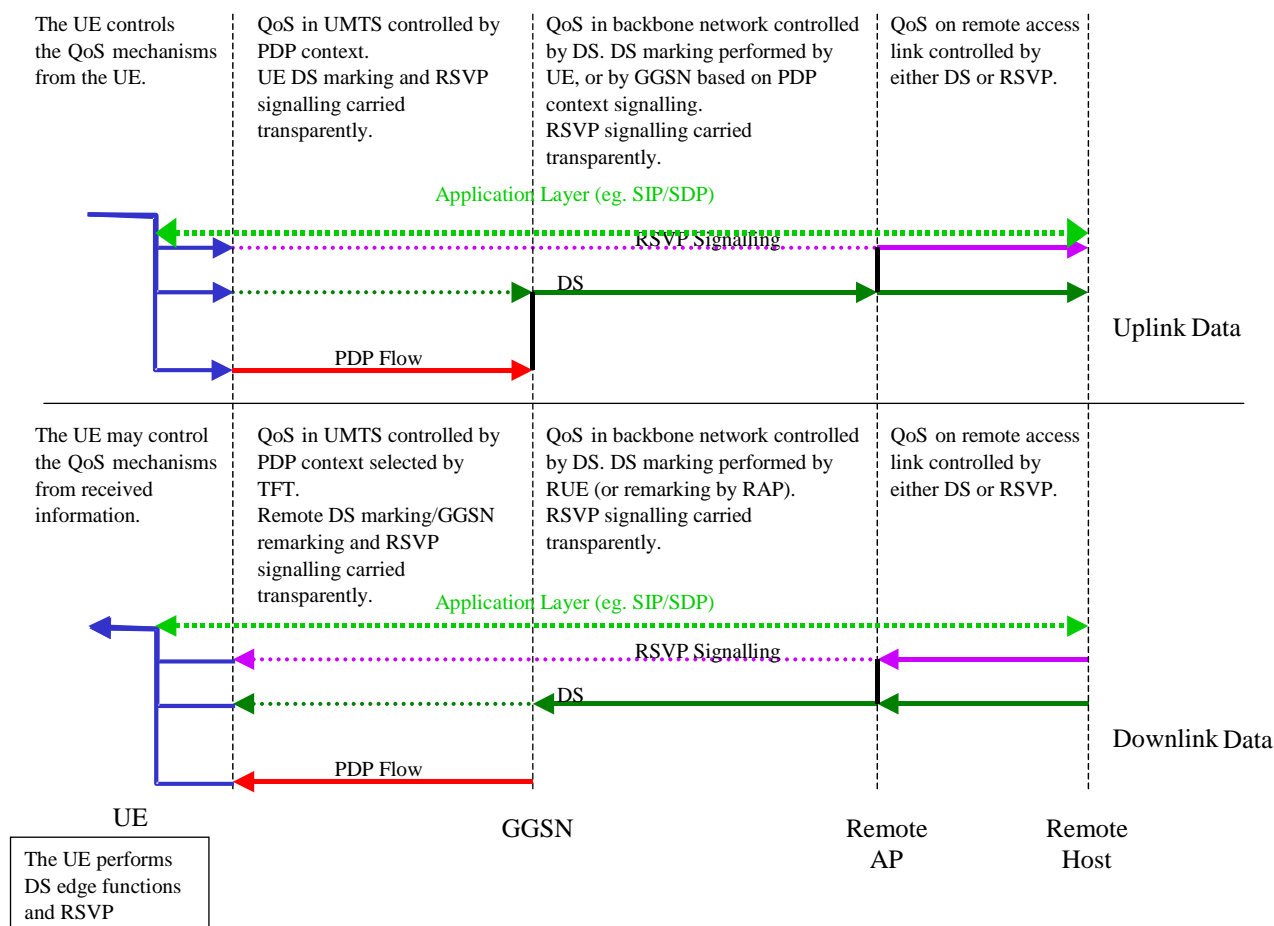 The UE controls
the QoS mechanisms
from the UE.
QoS in UMTS controlled by
PDP context.
UE DS marking and RSVP
signalling carried
transparently.
QoS in backbone network controlled
by DS. DS marking performed by
UE, or by GGSN based on PDP
context signalling.
RSVP signalling carried
transparently.
QoS on remote access
link controlled by
either DS or RSVP.
Application Layer (eg. SIP/SDP)
RSVP Signalling
DS
PDP Flow
Uplink Data
The UE may control
the QoS mechanisms
from received
information.
QoS in UMTS controlled by
PDP context selected by
TFT.
Remote DS marking/GGSN
remarking and RSVP
signalling carried
transparently.
QoS in backbone network controlled
by DS. DS marking performed by
RUE (or remarking by RAP).
RSVP signalling carried
transparently.
QoS on remote access
link controlled by
either DS or RSVP.
Application Layer (eg. SIP/SDP)
RSVP Signalling
DS
PDP Flow
Downlink Data
UE
GGSN
Remote
AP
Remote
Host
The UE performs
DS edge functions
and RSVP